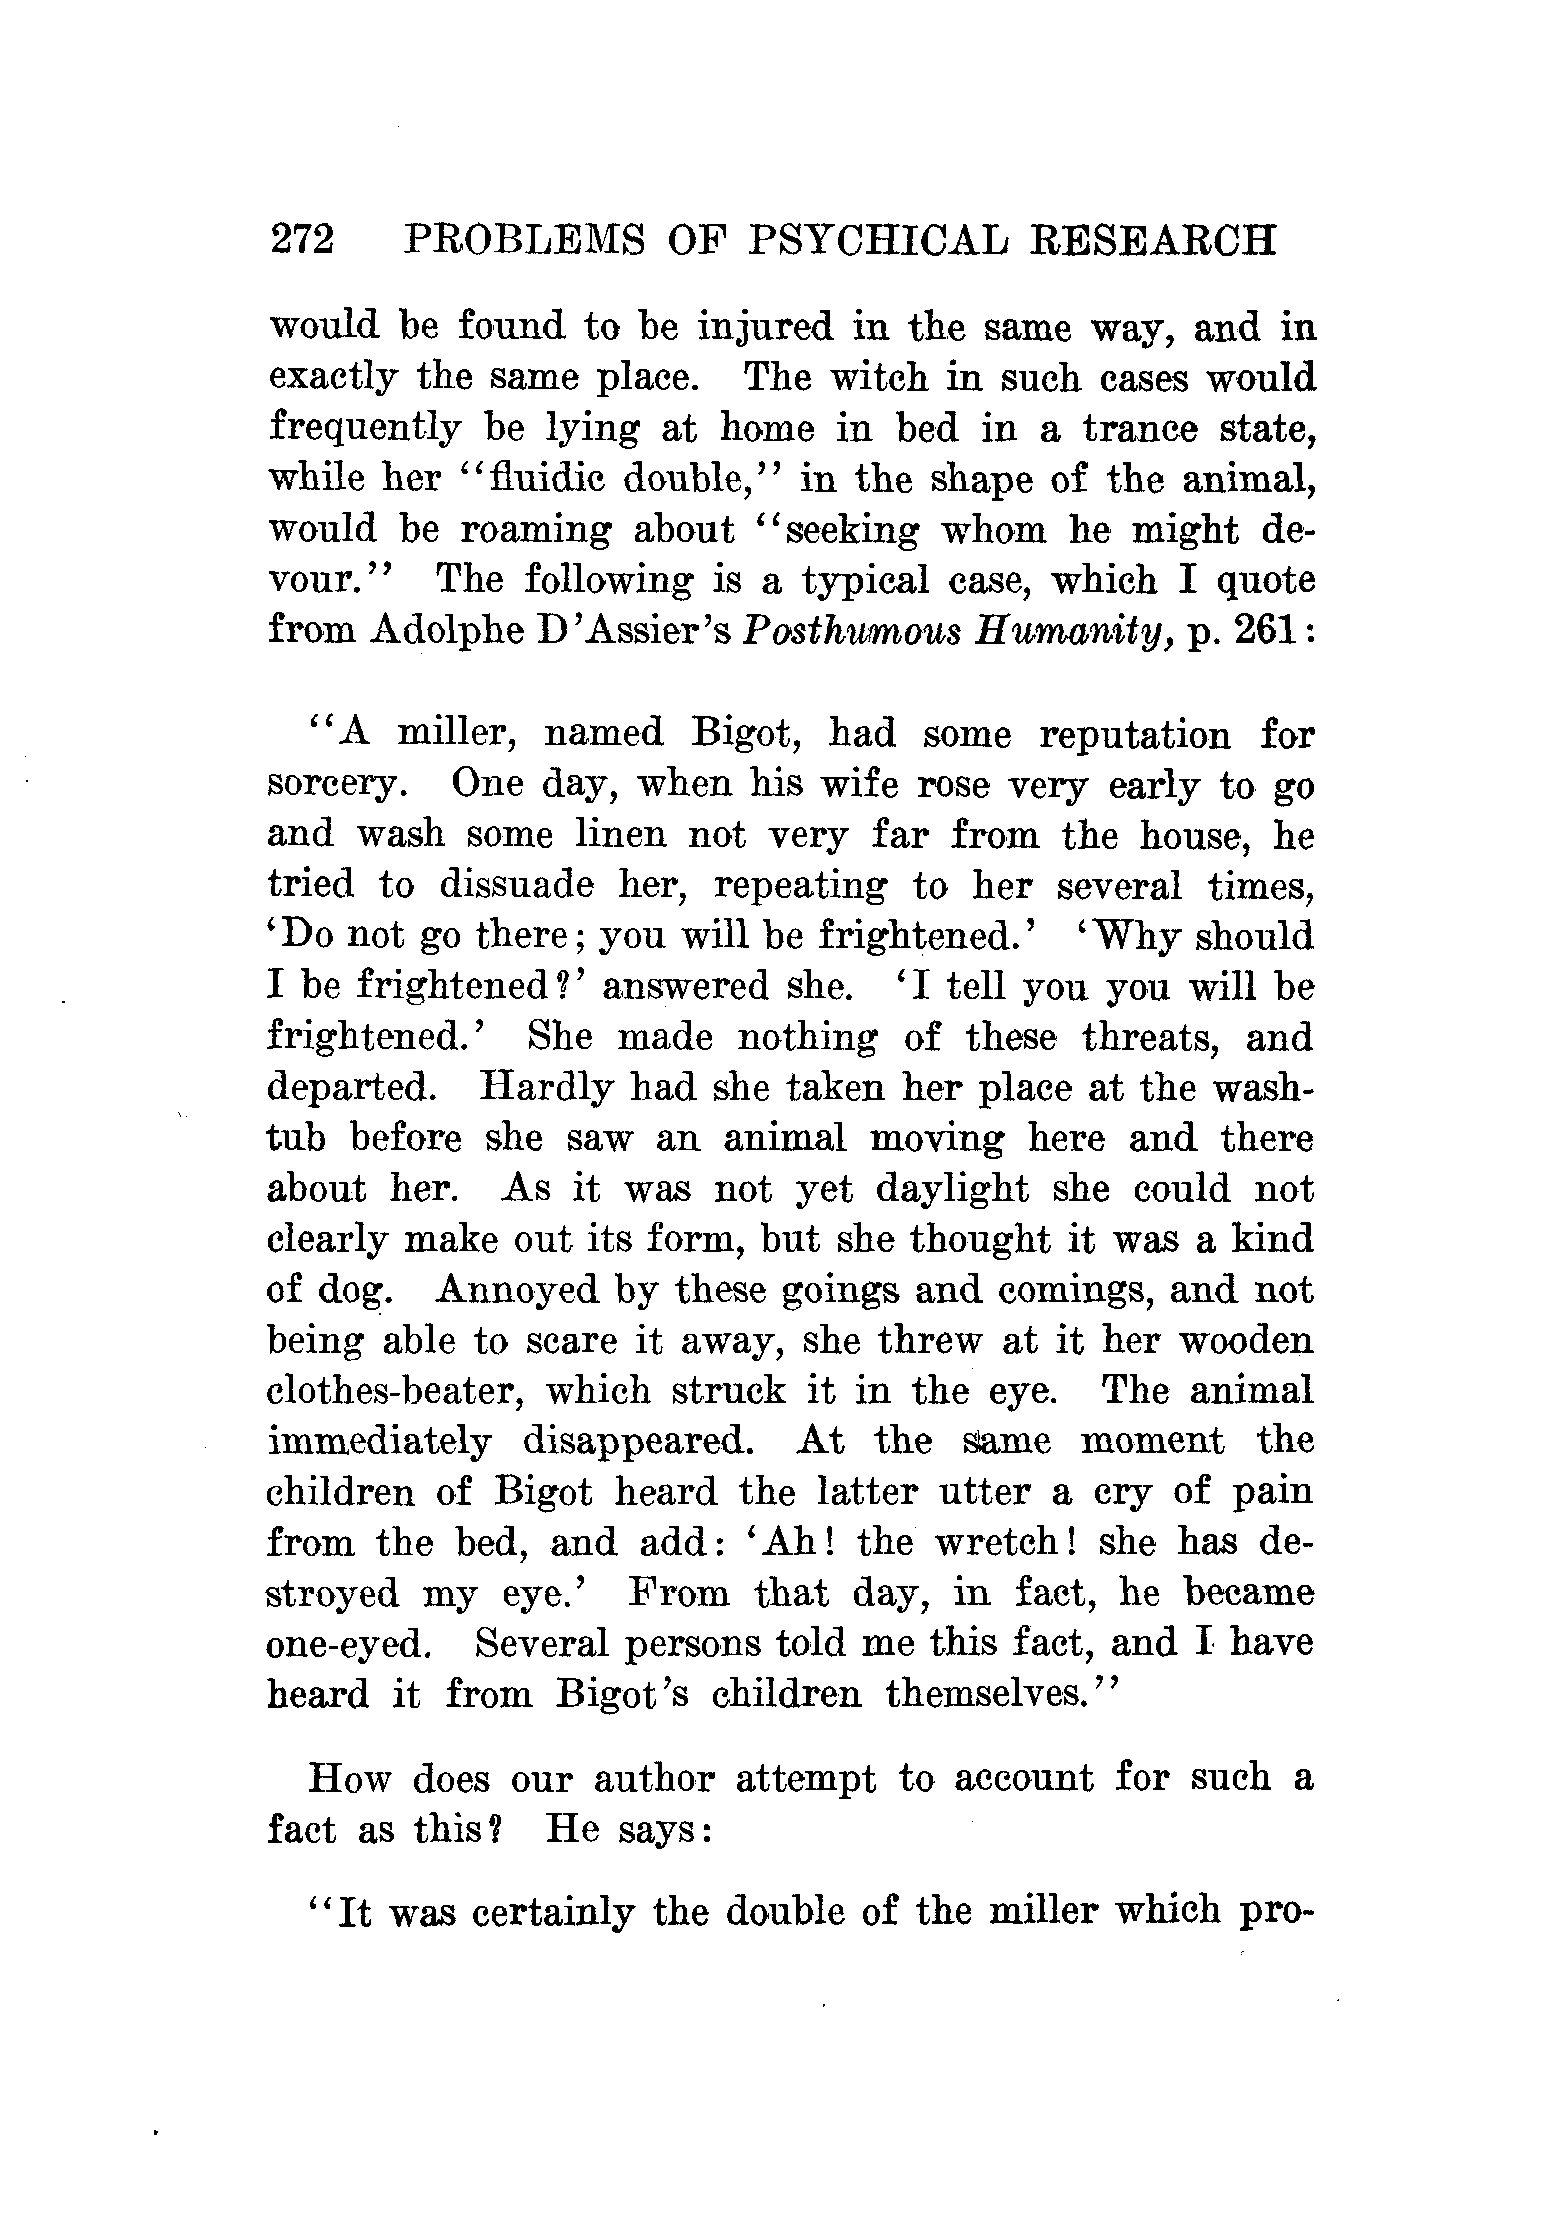 272 PROBLEMS OF PSYCHICAL RESEARCH
would be found to be injured in the same way, and in
exactly the same place. The witch in such cases would
frequently be lying at home in bed in a trance state,
while her "fluidic double," in the shape of the animal,
would be roaming about "seeking whom he might de-
vour." The following is a typical case, which I quote
from Adolphe D'Assier's Posthumous Humanity, p. 261:
"A miller, named Bigot, had some reputation for
sorcery. One day, when his wife rose very early to go
and wash some linen not very far from the house, he
tried to dissuade her, repeating to her several times,
'Do not go there; you will be frightened.' 'Why should
I be frightened?' answered she. 'I tell you you will be
frightened.' She made nothing of these threats, and
departed. Hardly had she taken her place at the wash-
tub before she saw an animal moving here and there
about her. As it was not yet daylight she could not
clearly make out its form, but she thought it was a kind
of dog. Annoyed by these goings and comings, and not
being able to scare it away, she threw at it her wooden
clothes-beater, which struck it in the eye. The animal
immediately disappeared. At the same moment the
children of Bigot heard the latter utter a cry of pain
from the bed, and add: 'Ah! the wretch! she has de-
stroyed my eye.' From that day, in fact, he became
one-eyed. Several persons told me this fact, and I have
heard it from Bigot's children themselves."
How does our author attempt to account for such a
fact as this? He says:
"It was certainly the double of the miller which pro-